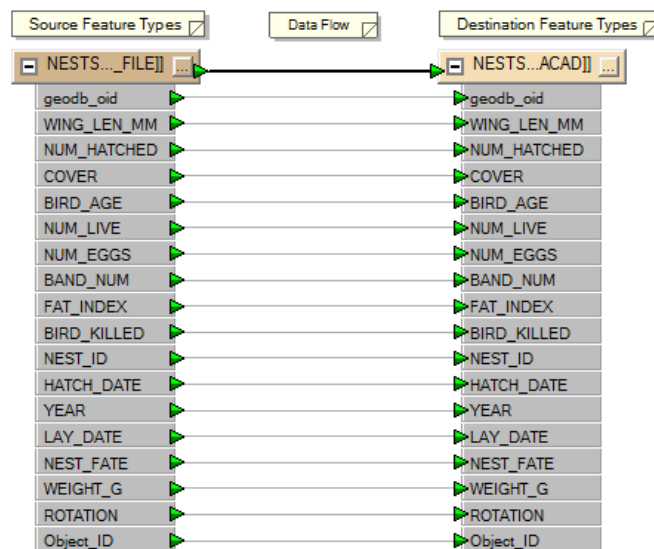 Source Feature Types
Data Flow
Destination Feature Types
NESTS..._FILE]] ...
NESTS...ACAD]] ...
geodb_oid geodb_oid
WING_LEN_MM WING_LEN_MM
NUM_HATCHED NUM_HATCHED
COVER COVER
BIRD_AGE BIRD_AGE
NUM_LIVE NUM_LIVE
NUM_EGGS NUM_EGGS
BAND_NUM BAND_NUM
FAT_INDEX FAT_INDEX
BIRD_KILLED BIRD_KILLED
NEST_ID NEST_ID
HATCH_DATE HATCH_DATE
YEAR YEAR
LAY_DATE LAY_DATE
NEST_FATE NEST_FATE
WEIGHT_G WEIGHT_G
ROTATION ROTATION
Object_ID Object_ID